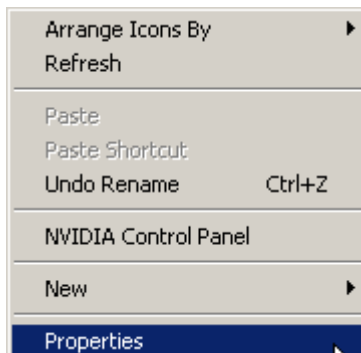 Arrange Icons By
Refresh
Paste
Paste Shortcut
Undo Rename Ctrl+Z
NVIDIA Control Panel
New
Properties